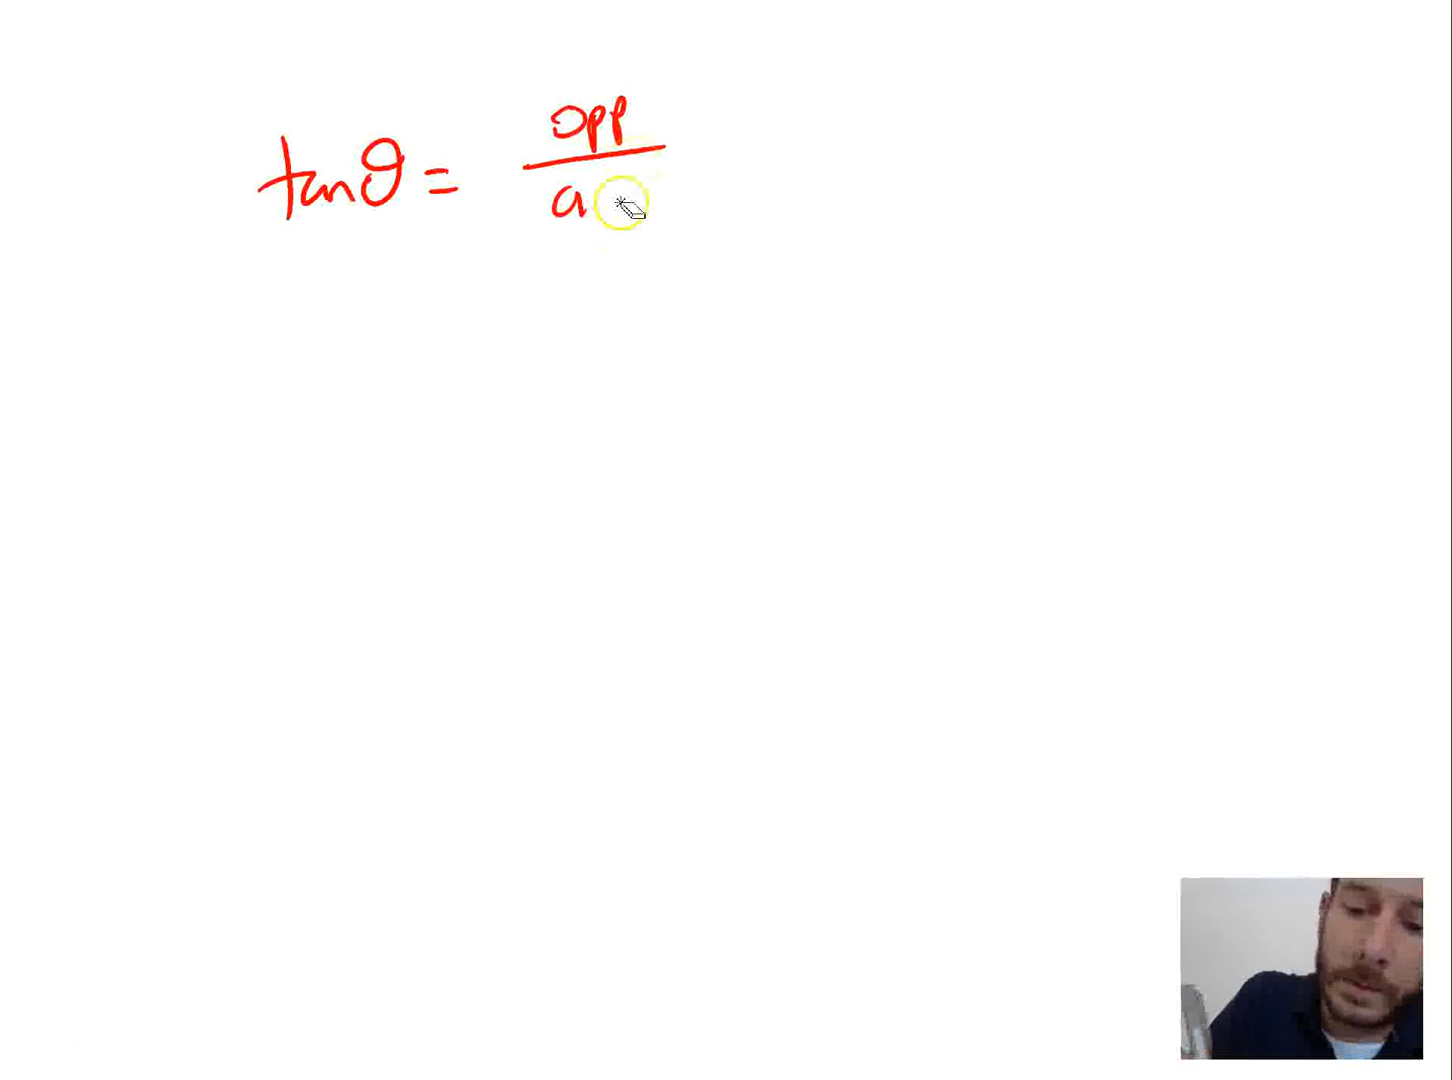 tanθ = opp/a